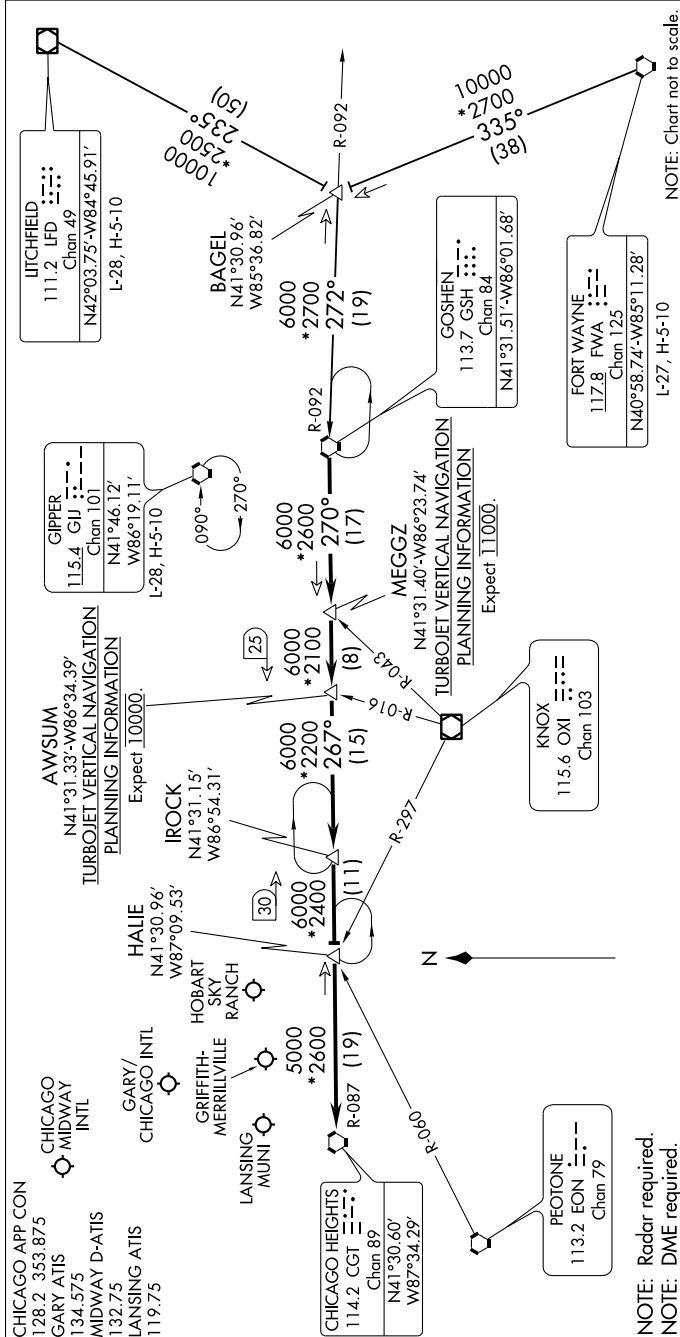 CHICAGO APP CON
128.2 353.875
GARY ATIS
134.575
MIDWAY D-ATIS
132.75
LANSING ATIS
119.75
CHICAGO
MIDWAY
INTL
GARY/
CHICAGO INTL
GRIFFITH-
MERRILLVILLE
LANSING
MUNI
HOBART
SKY
RANCH
CHICAGO HEIGHTS
114.2 CGT
Chan 89
N41°30.60'
W87°34.29'
R-087
5000
*2600
(19)
HALIE
N41°30.96'
W87°09.53'
30
6000
*2400
(11)
IROCK
N41°31.15'
W86°54.31'
6000
*2200
267°
(15)
AWSUM
N41°31.33'-W86°34.39'
TURBOJET VERTICAL NAVIGATION
PLANNING INFORMATION
Expect 10000.
25
6000
*2100
(8)
MEGGZ
N41°31.40'-W86°23.74'
TURBOJET VERTICAL NAVIGATION
PLANNING INFORMATION
Expect 11000.
6000
*2600
270°
(17)
GIPPER
115.4 GIJ
Chan 101
N41°46.12'
W86°19.11'
L-28, H-5-10
090°
270°
GOSHEN
113.7 GSH
Chan 84
N41°31.51'-W86°01.68'
R-092
6000
*2700
272°
(19)
BAGEL
N41°30.96'
W85°36.82'
R-092
LITCHFIELD
111.2 LFD
Chan 49
N42°03.75'-W84°45.91'
L-28, H-5-10
10000
*2500
235°
(50)
10000
*2700
335°
(38)
FORT WAYNE
117.8 FWA
Chan 125
N40°58.74'-W85°11.28'
L-27, H-5-10
KNOX
115.6 OXI
Chan 103
R-043
R-016
R-297
N
PEOTONE
113.2 EON
Chan 79
R-060
NOTE: Radar required.
NOTE: DME required.
NOTE: Chart not to scale.